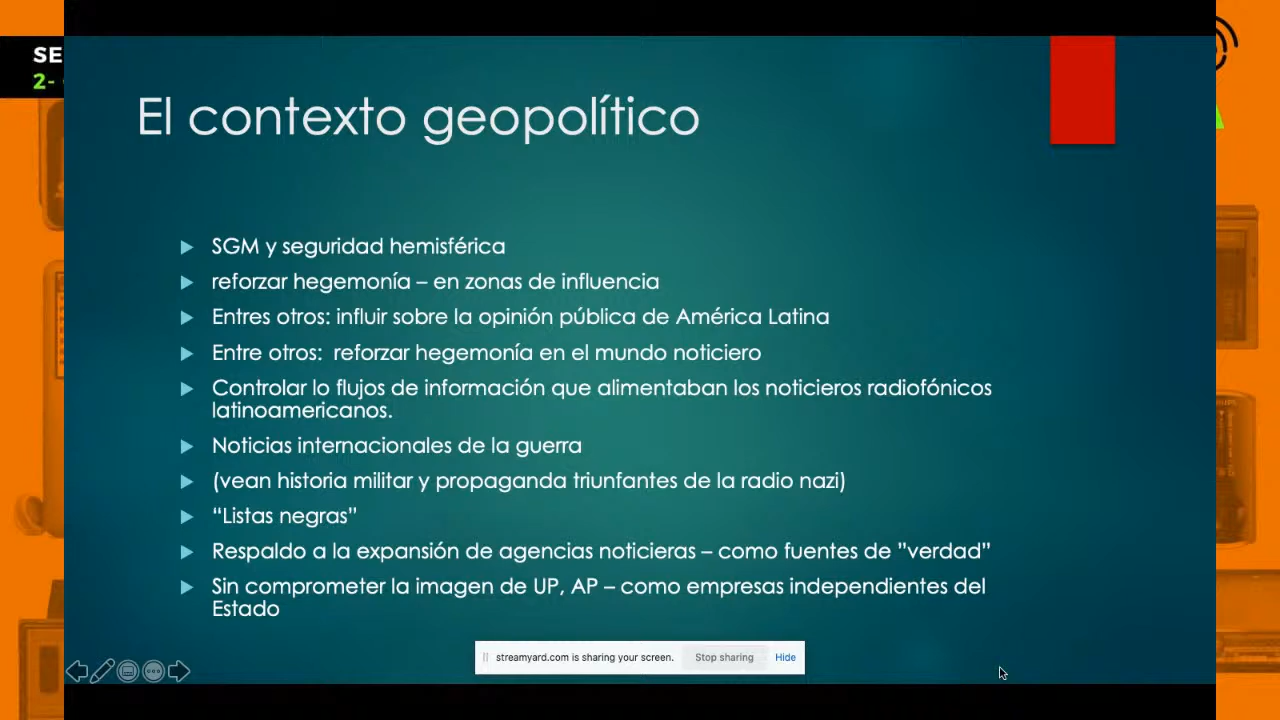 SE
2-
El contexto geopolítico
SGM y seguridad hemisférica
reforzar hegemonía – en zonas de influencia
Entres otros: influir sobre la opinión pública de América Latina
Entre otros:  reforzar hegemonía en el mundo noticiero
Controlar lo flujos de información que alimentaban los noticieros radiofónicos
latinoamericanos.
Noticias internacionales de la guerra
(vean historia militar y propaganda triunfantes de la radio nazi)
“Listas negras”
Respaldo a la expansión de agencias noticieras – como fuentes de ”verdad”
Sin comprometer la imagen de UP, AP – como empresas independientes del
Estado
streamyard.com is sharing your screen. Stop sharing Hide